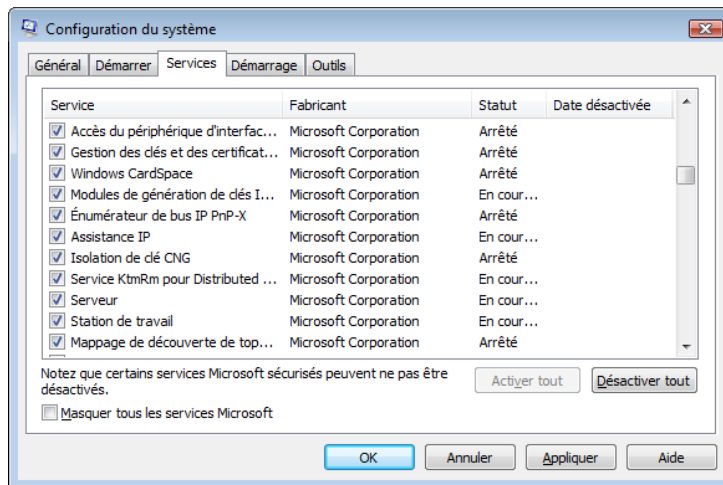 Configuration du système
Général Démarrer Services Démarrage Outils
Service Fabricant Statut Date désactivée
Accès du périphérique d'interfac... Microsoft Corporation Arrêté
Gestion des clés et des certificat... Microsoft Corporation Arrêté
Windows CardSpace Microsoft Corporation Arrêté
Modules de génération de clés I... Microsoft Corporation En cour...
Énumérateur de bus IP PnP-X Microsoft Corporation Arrêté
Assistance IP Microsoft Corporation En cour...
Isolation de clé CNG Microsoft Corporation Arrêté
Service KtmRm pour Distributed ... Microsoft Corporation En cour...
Serveur Microsoft Corporation En cour...
Station de travail Microsoft Corporation En cour...
Mappage de découverte de top... Microsoft Corporation Arrêté
Notez que certains services Microsoft sécurisés peuvent ne pas être
désactivés.
Activer tout Désactiver tout
Masquer tous les services Microsoft
OK Annuler Appliquer Aide